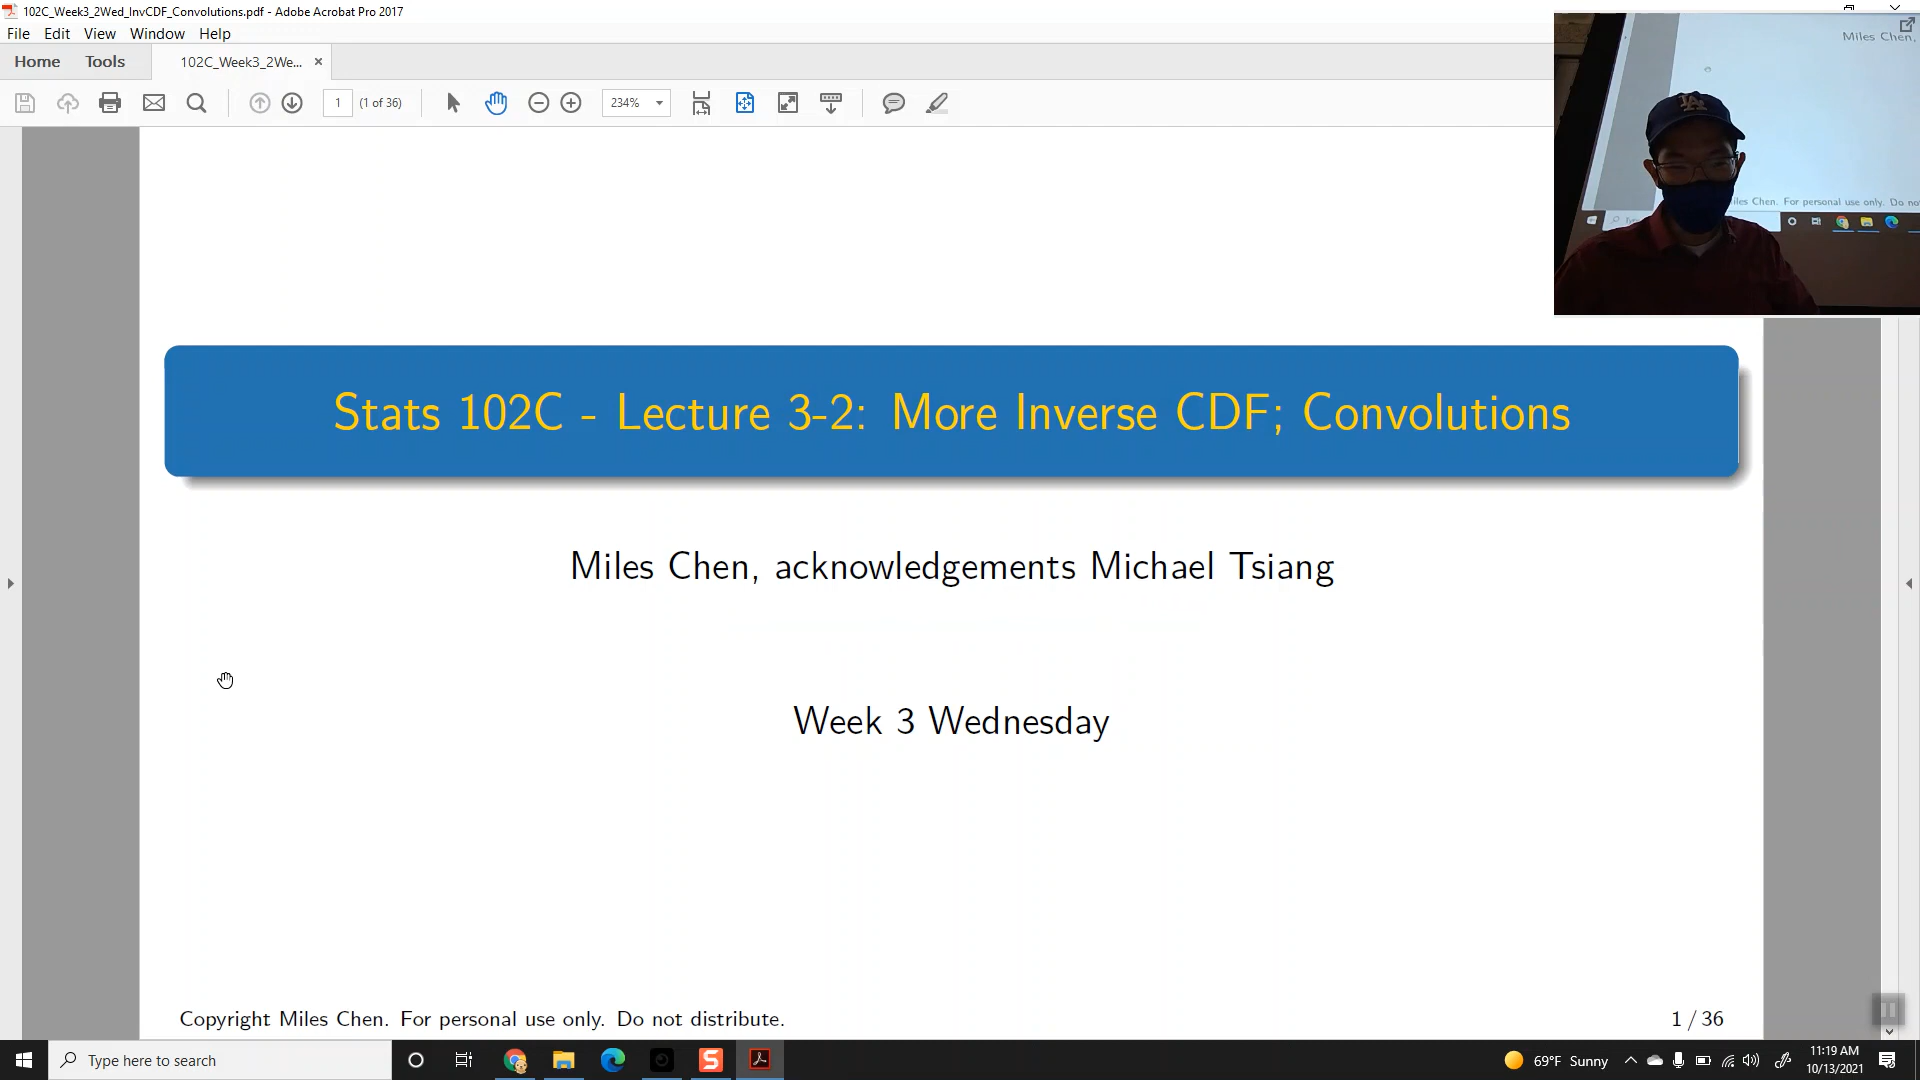 102C_Week3_2Wed_InvCDF_Convolutions.pdf - Adobe Acrobat Pro 2017
File Edit View Window Help
Home Tools 102C_Week3_2We... ×
1 (1 of 36) 234%
Miles Chen,
LA
iles Chen. For personal use only. Do no
Stats 102C - Lecture 3-2: More Inverse CDF; Convolutions
Miles Chen, acknowledgements Michael Tsiang
Week 3 Wednesday
Copyright Miles Chen. For personal use only. Do not distribute.
1 / 36
Type here to search
S
69°F Sunny
11:19 AM
10/13/2021